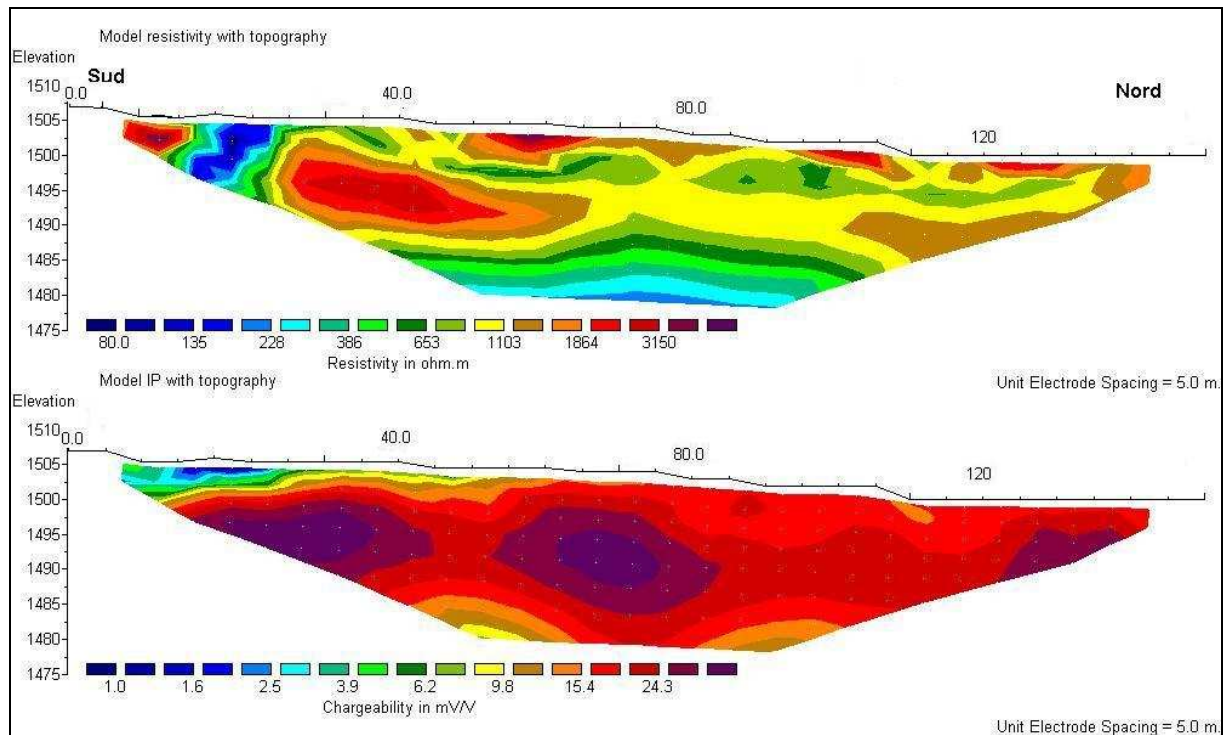 Model resistivity with topography
Elevation
Sud
Nord
1510
0.0
40.0
80.0
120
1505
1500
1495
1490
1485
1480
1475
80.0 135 228 386 653 1103 1864 3150
Resistivity in ohm.m
Unit Electrode Spacing = 5.0 m.
Model IP with topography
Elevation
1510
0.0
40.0
80.0
120
1505
1500
1495
1490
1485
1480
1475
1.0 1.6 2.5 3.9 6.2 9.8 15.4 24.3
Chargeability in mV/V
Unit Electrode Spacing = 5.0 m.